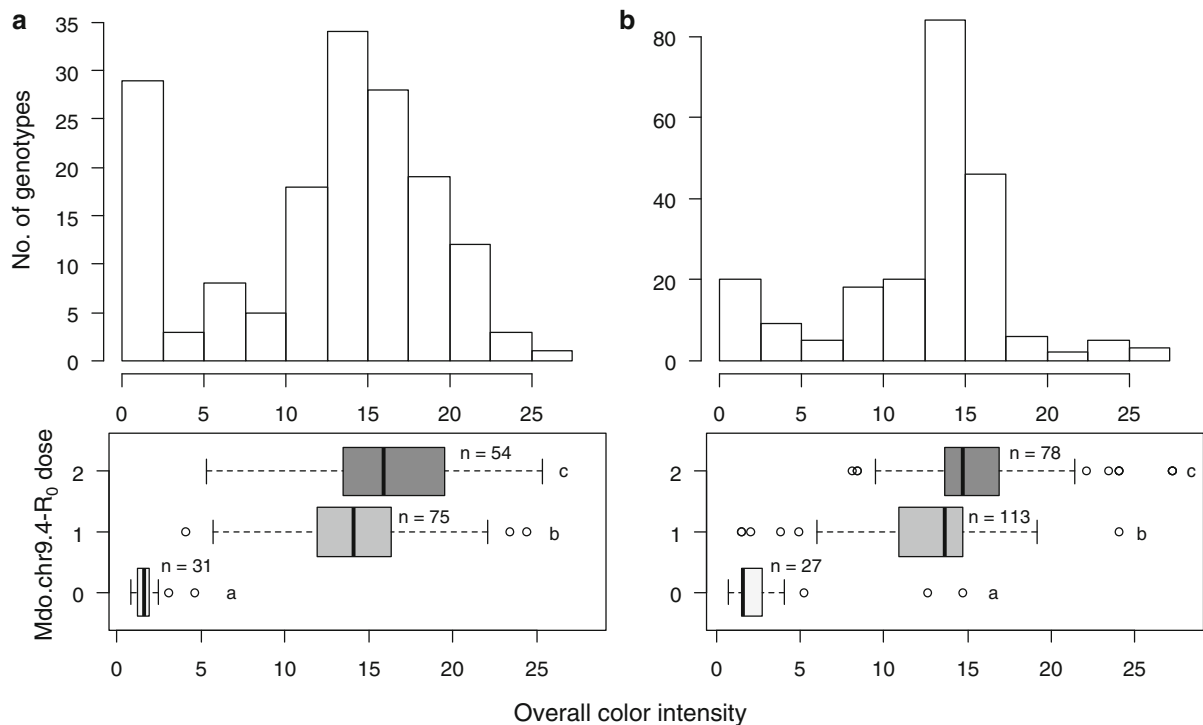 a
b
No. of genotypes
35
30
25
20
15
10
5
0
0 5 10 15 20 25
80
60
40
20
0
0 5 10 15 20 25
Mdo.chr9.4-R0 dose
2
1
0
n = 54
c
n = 75
b
n = 31
a
0 5 10 15 20 25
2
1
0
n = 78
c
n = 113
b
n = 27
a
0 5 10 15 20 25
Overall color intensity